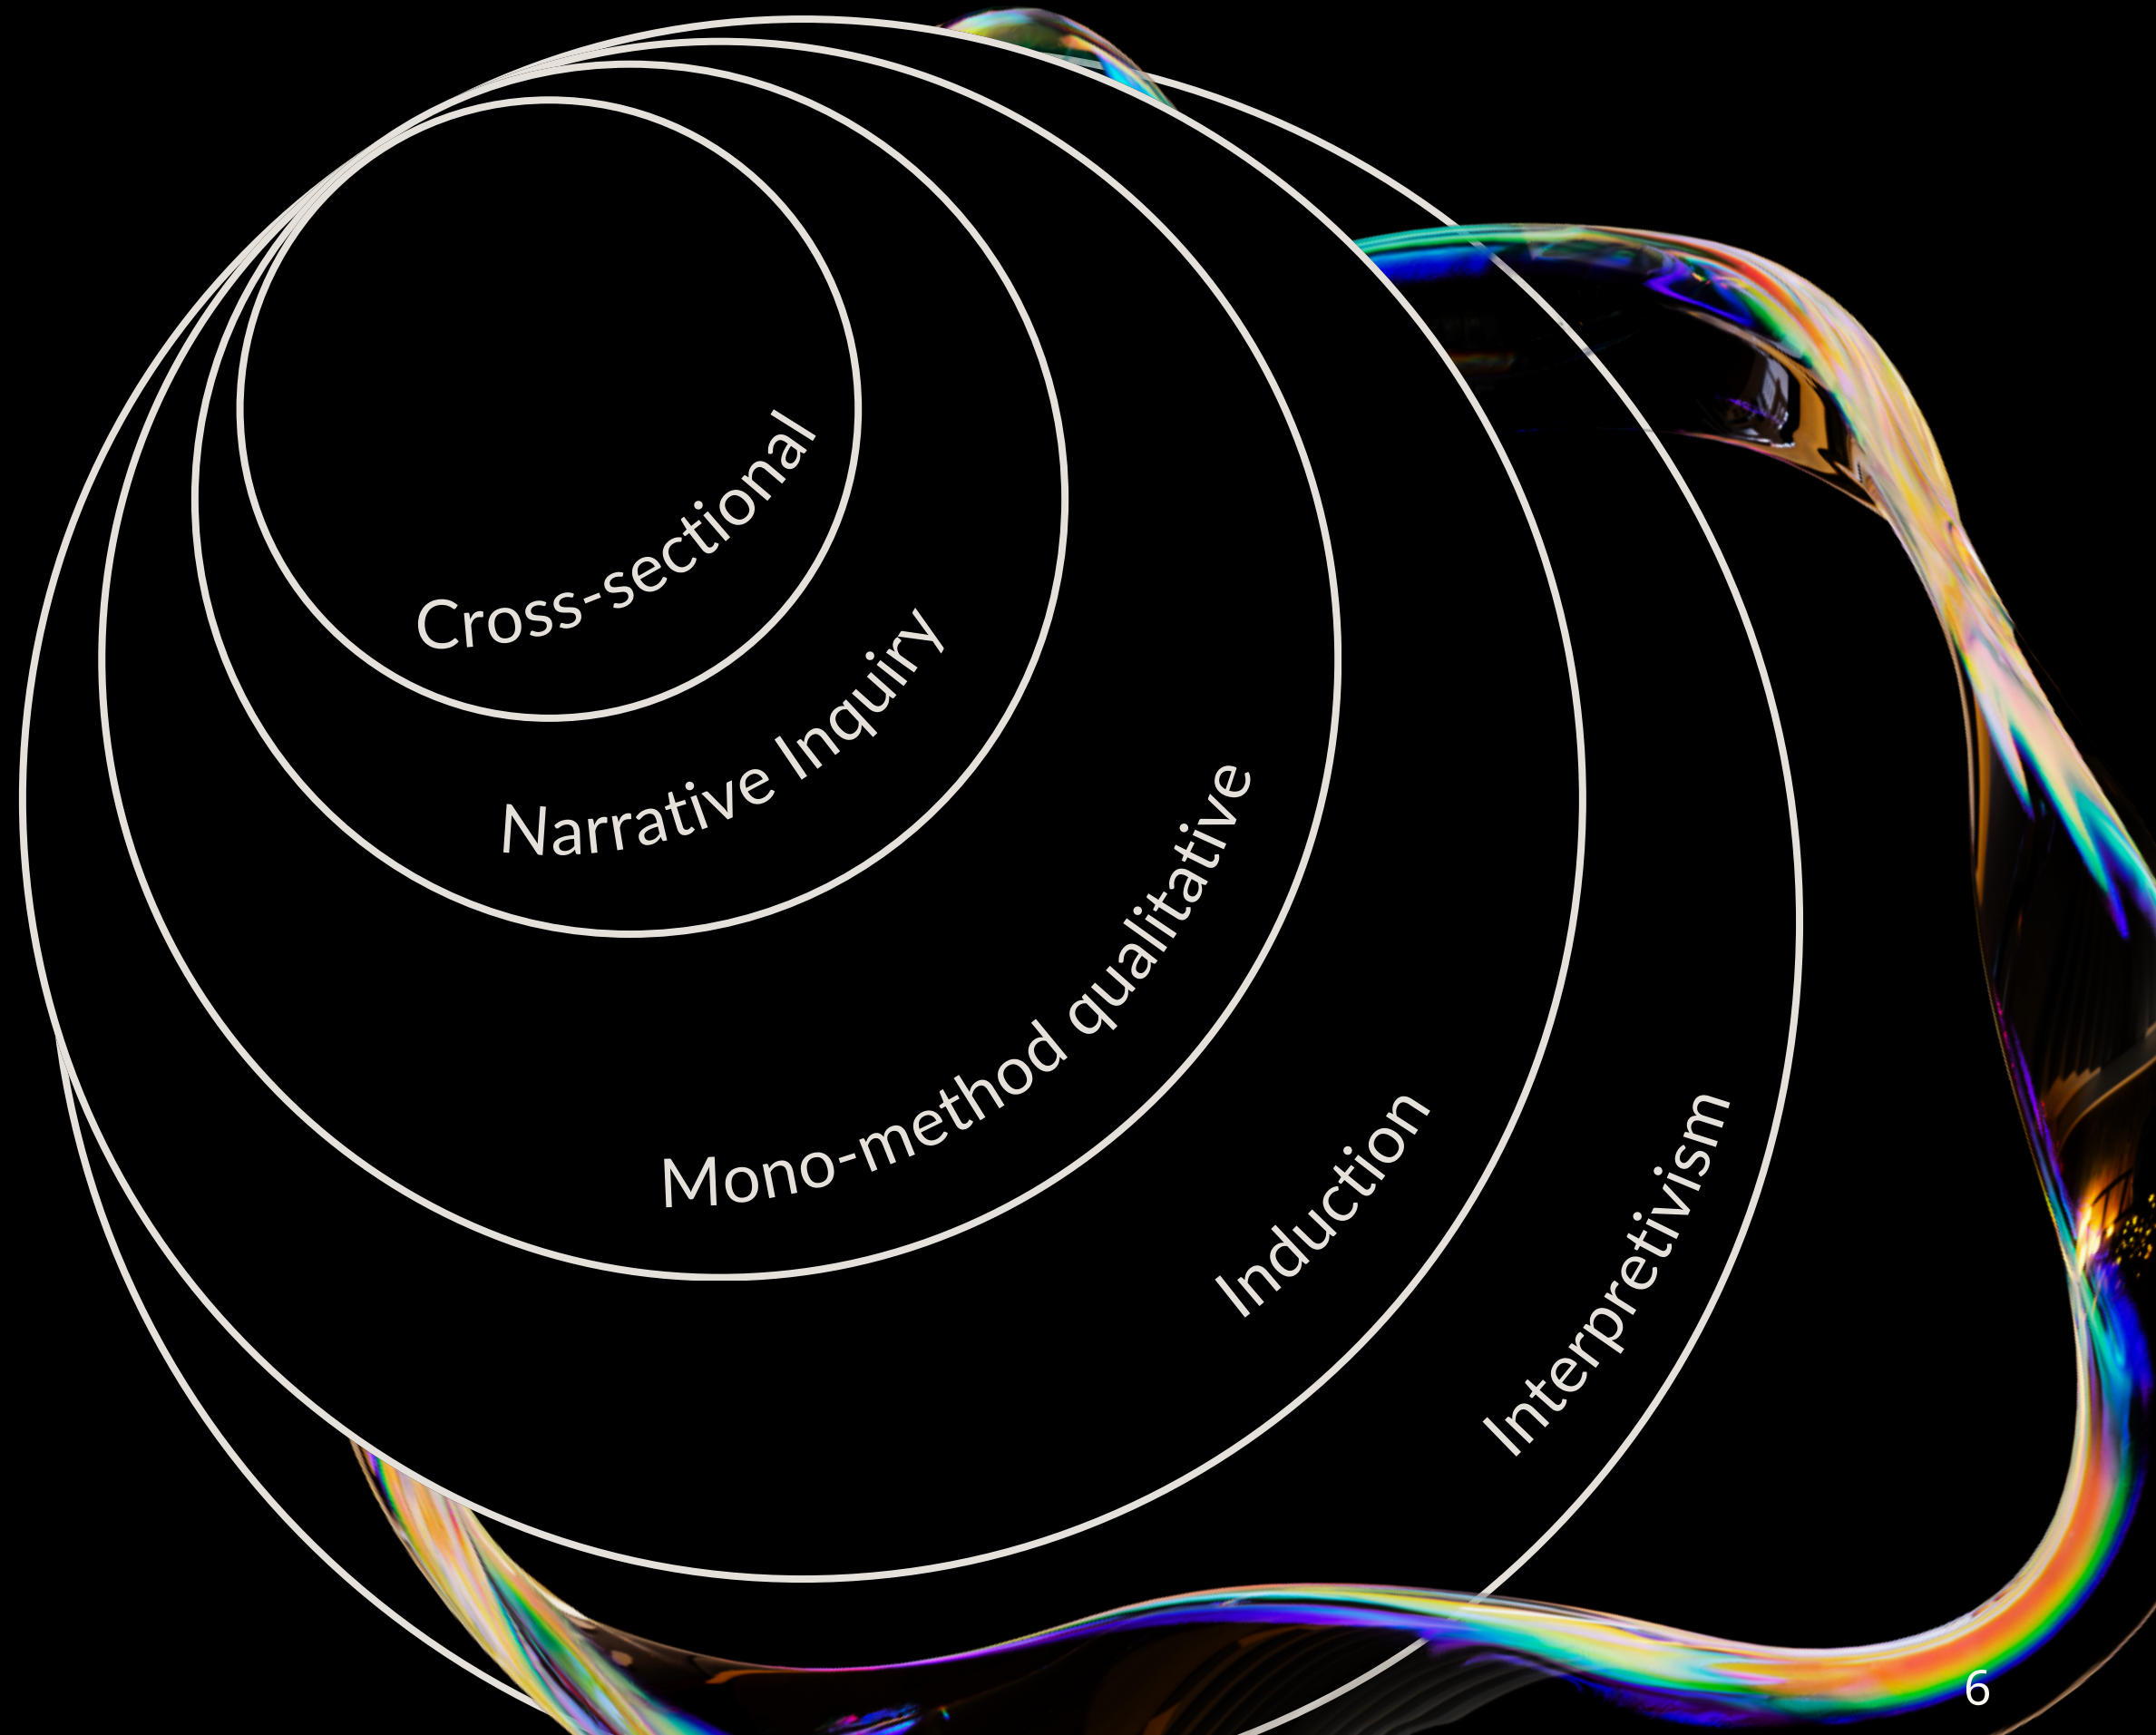 Cross-sectional
Narrative Inquiry
Mono-method qualitative
Induction
Interpretivism
6